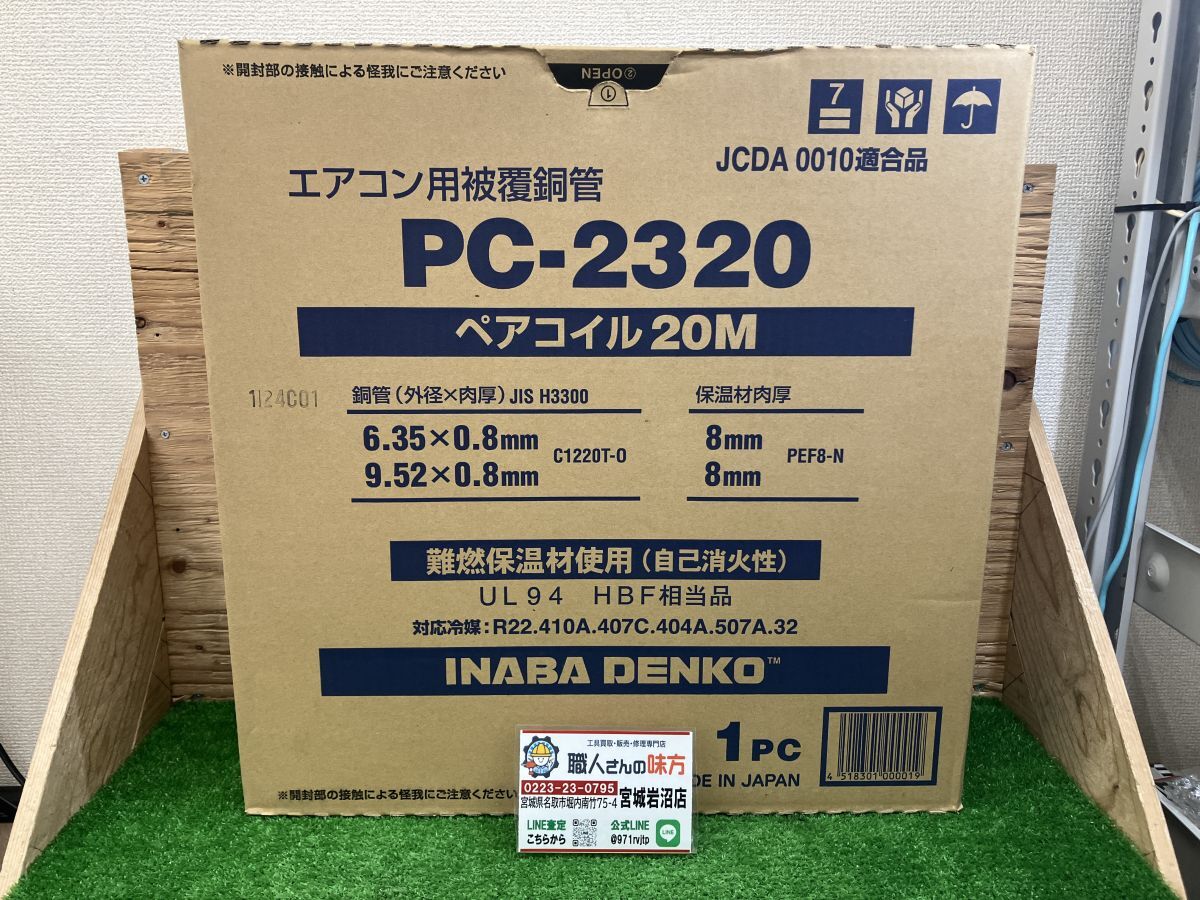 ※開封部の接触による怪我にご注意ください
②OPEN
①
7
JCDA 0010適合品
エアコン用被覆銅管
PC-2320
ペアコイル20M
1124C01
銅管(外径×肉厚)JIS H3300
6.35×0.8mm
9.52×0.8mm
C1220T-O
保温材肉厚
8mm
8mm
PEF8-N
難燃保温材使用(自己消火性)
UL94 HBF相当品
対応冷媒:R22.410A.407C.404A.507A.32
INABA DENKO™
1PC
DE IN JAPAN
4 518301 000019
※開封部の接触による怪我にご注意くださ
工具買取・販売・修理専門店
職人さんの味方
0223-23-0795
宮城県名取市堀内南竹75-4
宮城岩沼店
LINE査定
こちらから
公式LINE
@971rvjtp
LINE